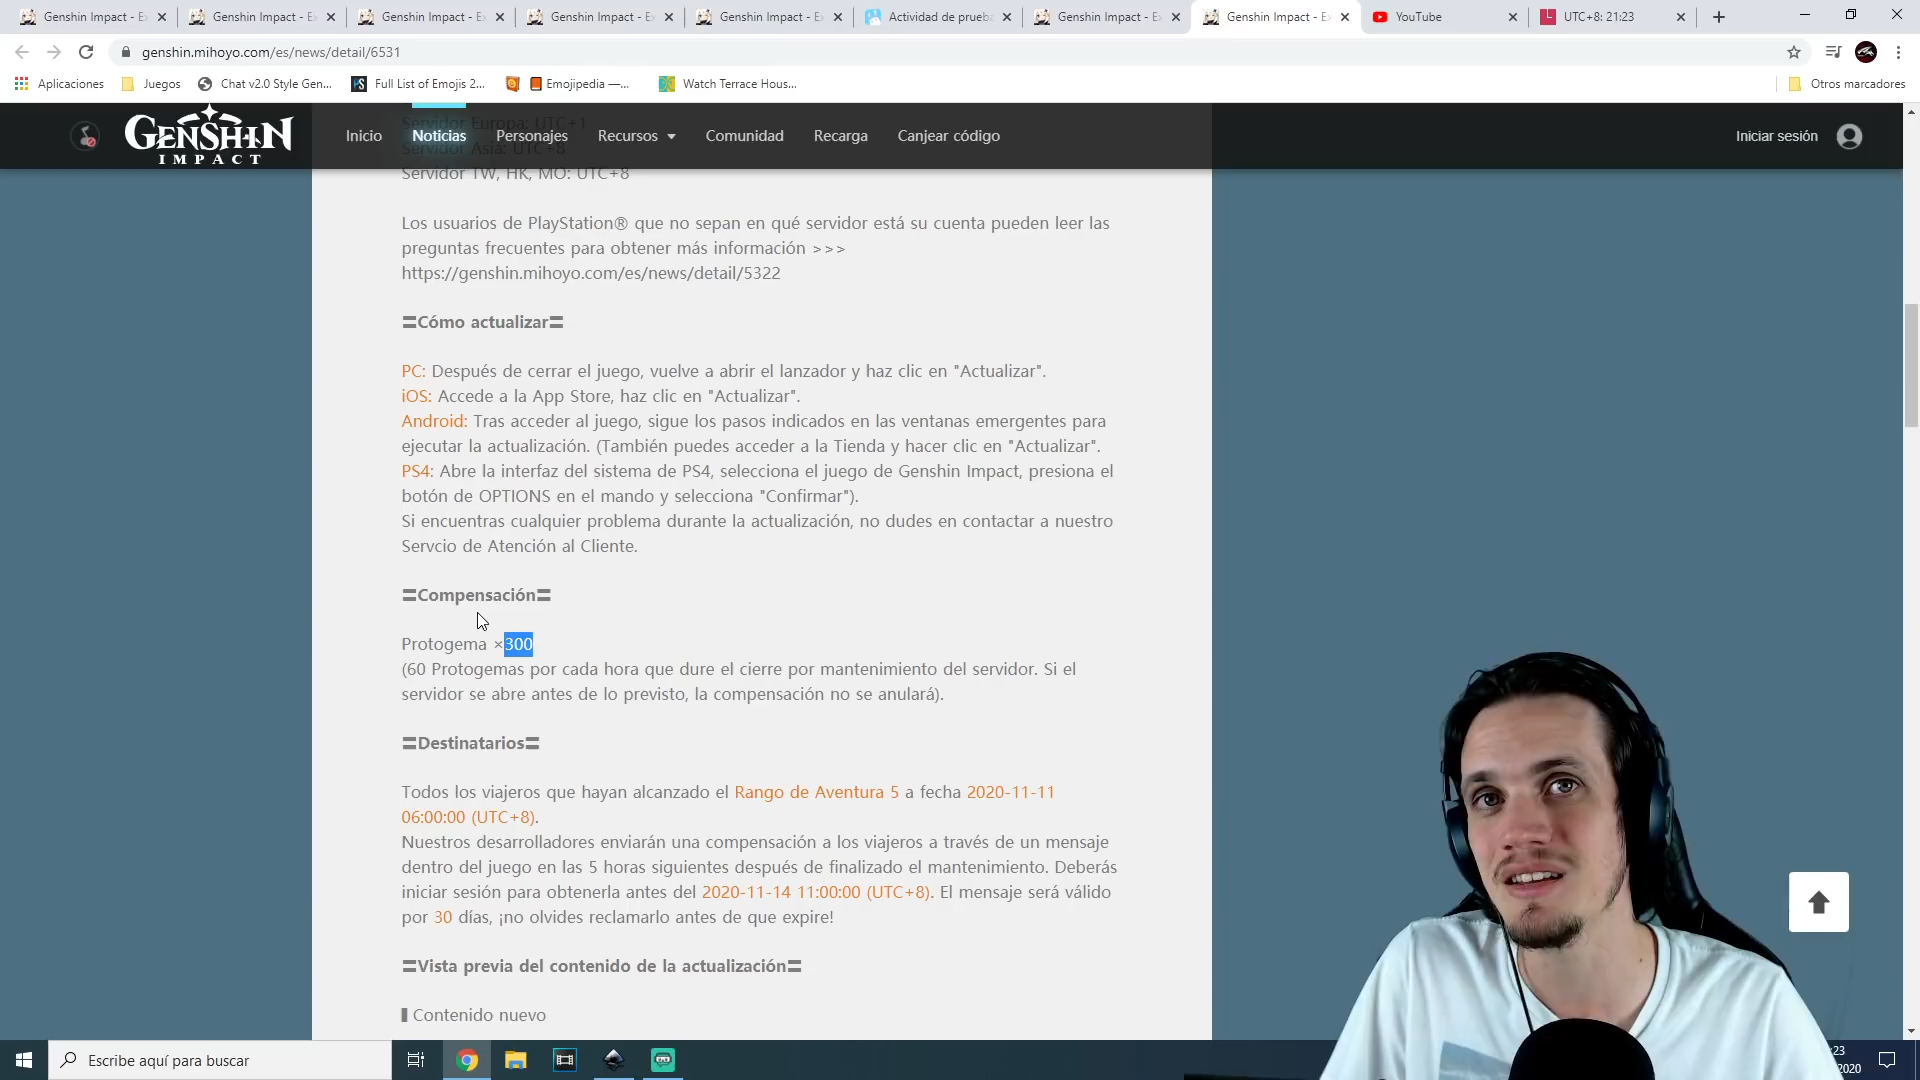 Genshin Impact - E
Genshin Impact - E
Genshin Impact - E
Genshin Impact - E
Genshin Impact - E
Actividad de prueb
Genshin Impact - E
Genshin Impact - E
YouTube
UTC+8: 21:23
genshin.mihoyo.com/es/news/detail/6531
Aplicaciones
Juegos
Chat v2.0 Style Gen...
Full List of Emojis 2...
Emojipedia —...
Watch Terrace Hous...
Otros marcadores
GENSHIN
IMPACT
Inicio
Noticias
Personajes
Recursos
Comunidad
Recarga
Canjear código
Iniciar sesión
Servidor Europa: UTC+1
Servidor Asia: UTC+8
Servidor TW, HK, MO: UTC+8
Los usuarios de PlayStation® que no sepan en qué servidor está su cuenta pueden leer las
preguntas frecuentes para obtener más información >>>
https://genshin.mihoyo.com/es/news/detail/5322
〓Cómo actualizar〓
PC: Después de cerrar el juego, vuelve a abrir el lanzador y haz clic en "Actualizar".
iOS: Accede a la App Store, haz clic en "Actualizar".
Android: Tras acceder al juego, sigue los pasos indicados en las ventanas emergentes para
ejecutar la actualización. (También puedes acceder a la Tienda y hacer clic en "Actualizar".
PS4: Abre la interfaz del sistema de PS4, selecciona el juego de Genshin Impact, presiona el
botón de OPTIONS en el mando y selecciona "Confirmar").
Si encuentras cualquier problema durante la actualización, no dudes en contactar a nuestro
Servcio de Atención al Cliente.
〓Compensación〓
Protogema ×300
(60 Protogemas por cada hora que dure el cierre por mantenimiento del servidor. Si el
servidor se abre antes de lo previsto, la compensación no se anulará).
〓Destinatarios〓
Todos los viajeros que hayan alcanzado el Rango de Aventura 5 a fecha 2020-11-11
06:00:00 (UTC+8).
Nuestros desarrolladores enviarán una compensación a los viajeros a través de un mensaje
dentro del juego en las 5 horas siguientes después de finalizado el mantenimiento. Deberás
iniciar sesión para obtenerla antes del 2020-11-14 11:00:00 (UTC+8). El mensaje será válido
por 30 días, ¡no olvides reclamarlo antes de que expire!
〓Vista previa del contenido de la actualización〓
▌Contenido nuevo
Escribe aquí para buscar
:23
2020